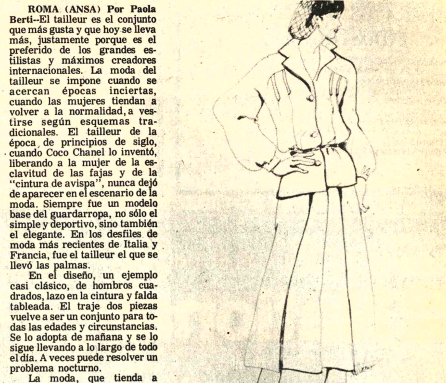 ROMA (ANSA) Por Paola
Berti--El tailleur es el conjunto
que más gusta y que hoy se lleva
más, justamente porque es el
preferido de los grandes es-
tilistas y máximos creadores
internacionales. La moda del
tailleur se impone cuando se
acercan épocas inciertas,
cuando las mujeres tiendan a
volver a la normalidad, a ves-
tirse según esquemas tra-
dicionales. El tailleur de la
época de principios de siglo,
cuando Coco Chanel lo inventó,
liberando a la mujer de la es-
clavitud de las fajas y de la
"cintura de avispa", nunca dejó
de aparecer en el escenario de la
moda. Siempre fue un modelo
base del guardarropa, no sólo el
simple y deportivo, sino también
el elegante. En los desfiles de
moda más recientes de Italia y
Francia, fue el tailleur el que se
llevó las palmas.
En el diseño, un ejemplo
casi clásico, de hombros cua-
drados, lazo en la cintura y falda
tableada. El traje dos piezas
vuelve a ser un conjunto para to-
das las edades y circunstancias.
Se lo adopta de mañana y se lo
sigue llevando a lo largo de todo
el día. A veces puede resolver un
problema nocturno.
La moda, que tienda a